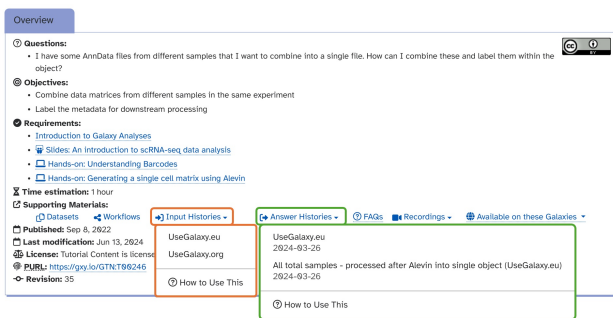 Overview
Questions:
• I have some AnnData files from different samples that I want to combine into a single file. How can I combine these and label them within the
object?
Objectives:
• Combine data matrices from different samples in the same experiment
• Label the metadata for downstream processing
Requirements:
• Introduction to Galaxy Analyses
• Slides: An introduction to scRNA-seq data analysis
• Hands-on: Understanding Barcodes
• Hands-on: Generating a single cell matrix using Alevin
Time estimation: 1 hour
Supporting Materials:
Datasets Workflows Input Histories Answer Histories FAQs Recordings Available on these Galaxies
Published: Sep 8, 2022
Last modification: Jun 13, 2024
License: Tutorial Content is license
PURL: https://gxy.io/GTN:T00246
Revision: 35
UseGalaxy.eu
UseGalaxy.org
How to Use This
UseGalaxy.eu
2024-03-26
All total samples - processed after Alevin into single object (UseGalaxy.eu)
2024-03-26
How to Use This
cc BY